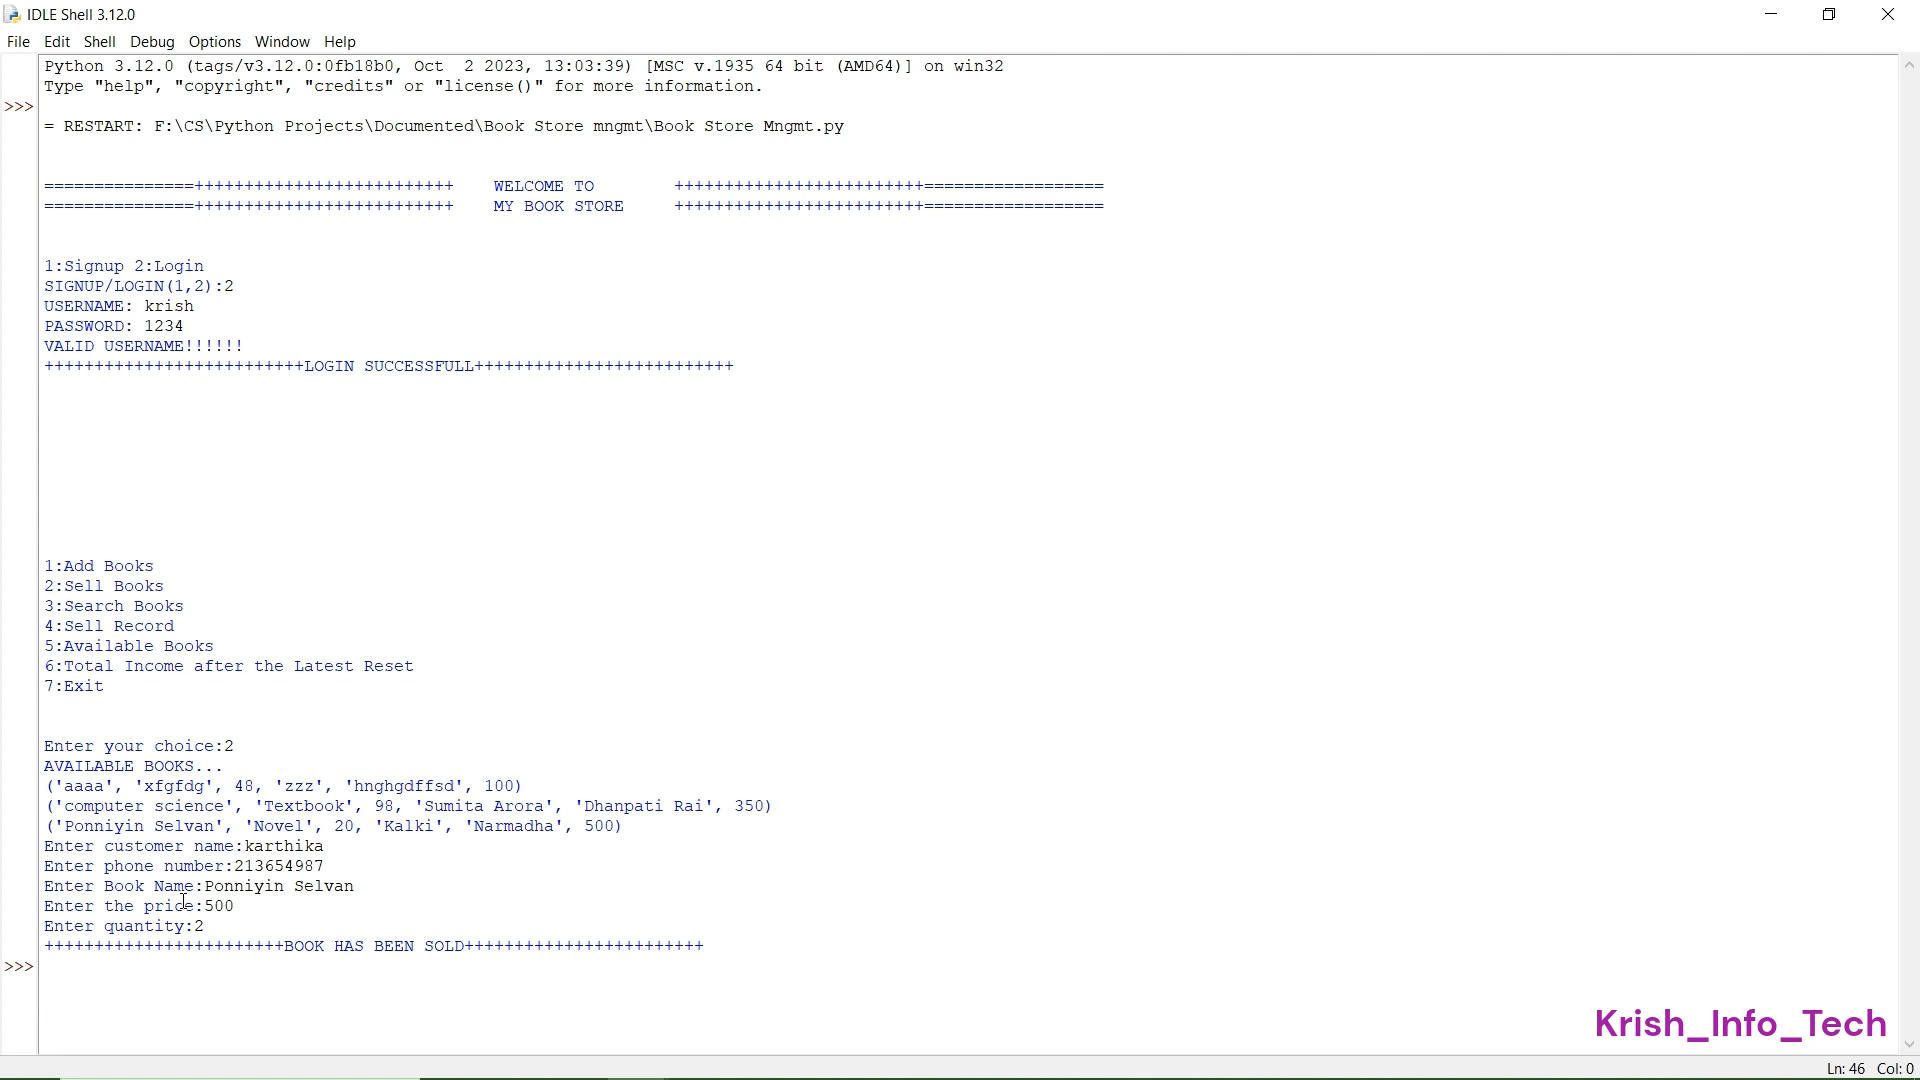 IDLE Shell 3.12.0
File Edit Shell Debug Options Window Help
Python 3.12.0 (tags/v3.12.0:0fb18b0, Oct  2 2023, 13:03:39) [MSC v.1935 64 bit (AMD64)] on win32
Type "help", "copyright", "credits" or "license()" for more information.
>>>
= RESTART: F:\CS\Python Projects\Documented\Book Store mngmt\Book Store Mngmt.py
===============++++++++++++++++++++++++++    WELCOME TO        +++++++++++++++++++++++++==================
===============++++++++++++++++++++++++++    MY BOOK STORE     +++++++++++++++++++++++++==================
1:Signup 2:Login
SIGNUP/LOGIN(1,2):2
USERNAME: krish
PASSWORD: 1234
VALID USERNAME!!!!!!
++++++++++++++++++++++++++LOGIN SUCCESSFULL++++++++++++++++++++++++++
1:Add Books
2:Sell Books
3:Search Books
4:Sell Record
5:Available Books
6:Total Income after the Latest Reset
7:Exit
Enter your choice:2
AVAILABLE BOOKS...
('aaaa', 'xfgfdg', 48, 'zzz', 'hnghgdffsd', 100)
('computer science', 'Textbook', 98, 'Sumita Arora', 'Dhanpati Rai', 350)
('Ponniyin Selvan', 'Novel', 20, 'Kalki', 'Narmadha', 500)
Enter customer name:karthika
Enter phone number:213654987
Enter Book Name:Ponniyin Selvan
Enter the price:500
Enter quantity:2
++++++++++++++++++++++++BOOK HAS BEEN SOLD++++++++++++++++++++++++
>>>
Krish_Info_Tech
Ln: 46 Col: 0